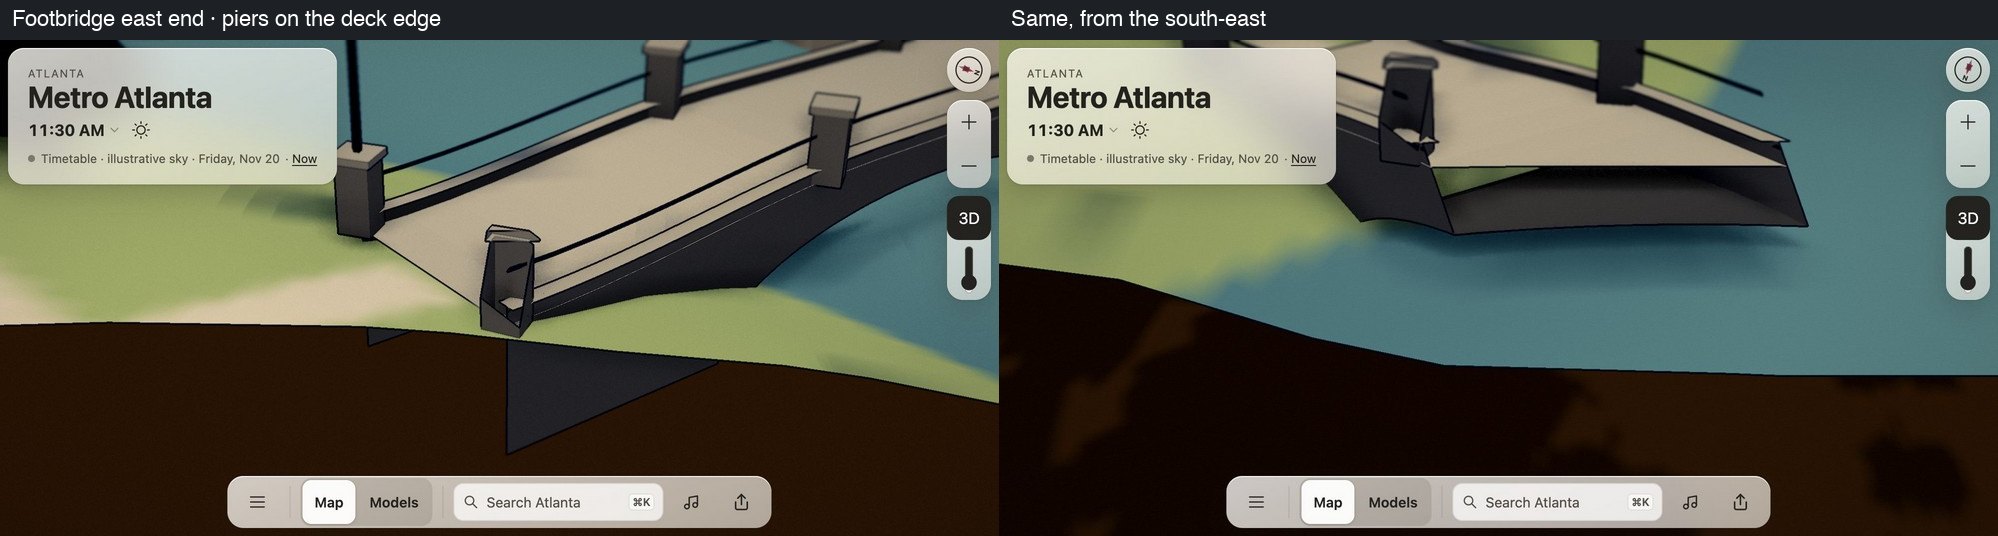 Footbridge east end · piers on the deck edge
ATLANTA
Metro Atlanta
11:30 AM
Timetable · illustrative sky · Friday, Nov 20 · Now
N
3D
Map Models Search Atlanta ⌘K
Same, from the south-east
ATLANTA
Metro Atlanta
11:30 AM
Timetable · illustrative sky · Friday, Nov 20 · Now
N
3D
Map Models Search Atlanta ⌘K